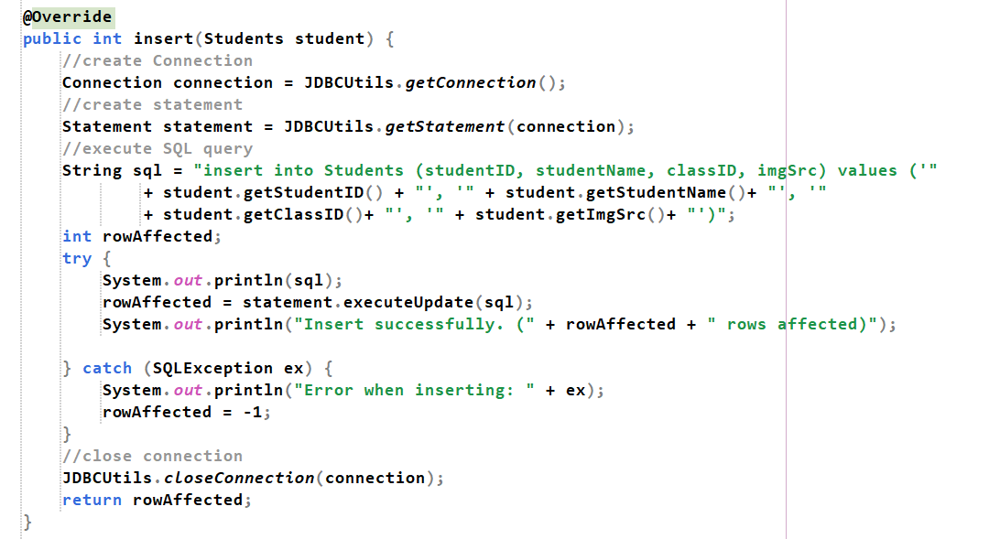 @Override
public int insert(Students student) {
//create Connection
Connection connection = JDBCUtils.getConnection();
//create statement
Statement statement = JDBCUtils.getStatement(connection);
//execute SQL query
String sql = "insert into Students (studentID, studentName, classID, imgSrc) values ('"
+ student.getStudentID() + "', '" + student.getStudentName()+ "', '"
+ student.getClassID()+ "', '" + student.getImgSrc()+ "')";
int rowAffected;
try {
System.out.println(sql);
rowAffected = statement.executeUpdate(sql);
System.out.println("Insert successfully. (" + rowAffected + " rows affected)");
} catch (SQLException ex) {
System.out.println("Error when inserting: " + ex);
rowAffected = -1;
}
//close connection
JDBCUtils.closeConnection(connection);
return rowAffected;
}